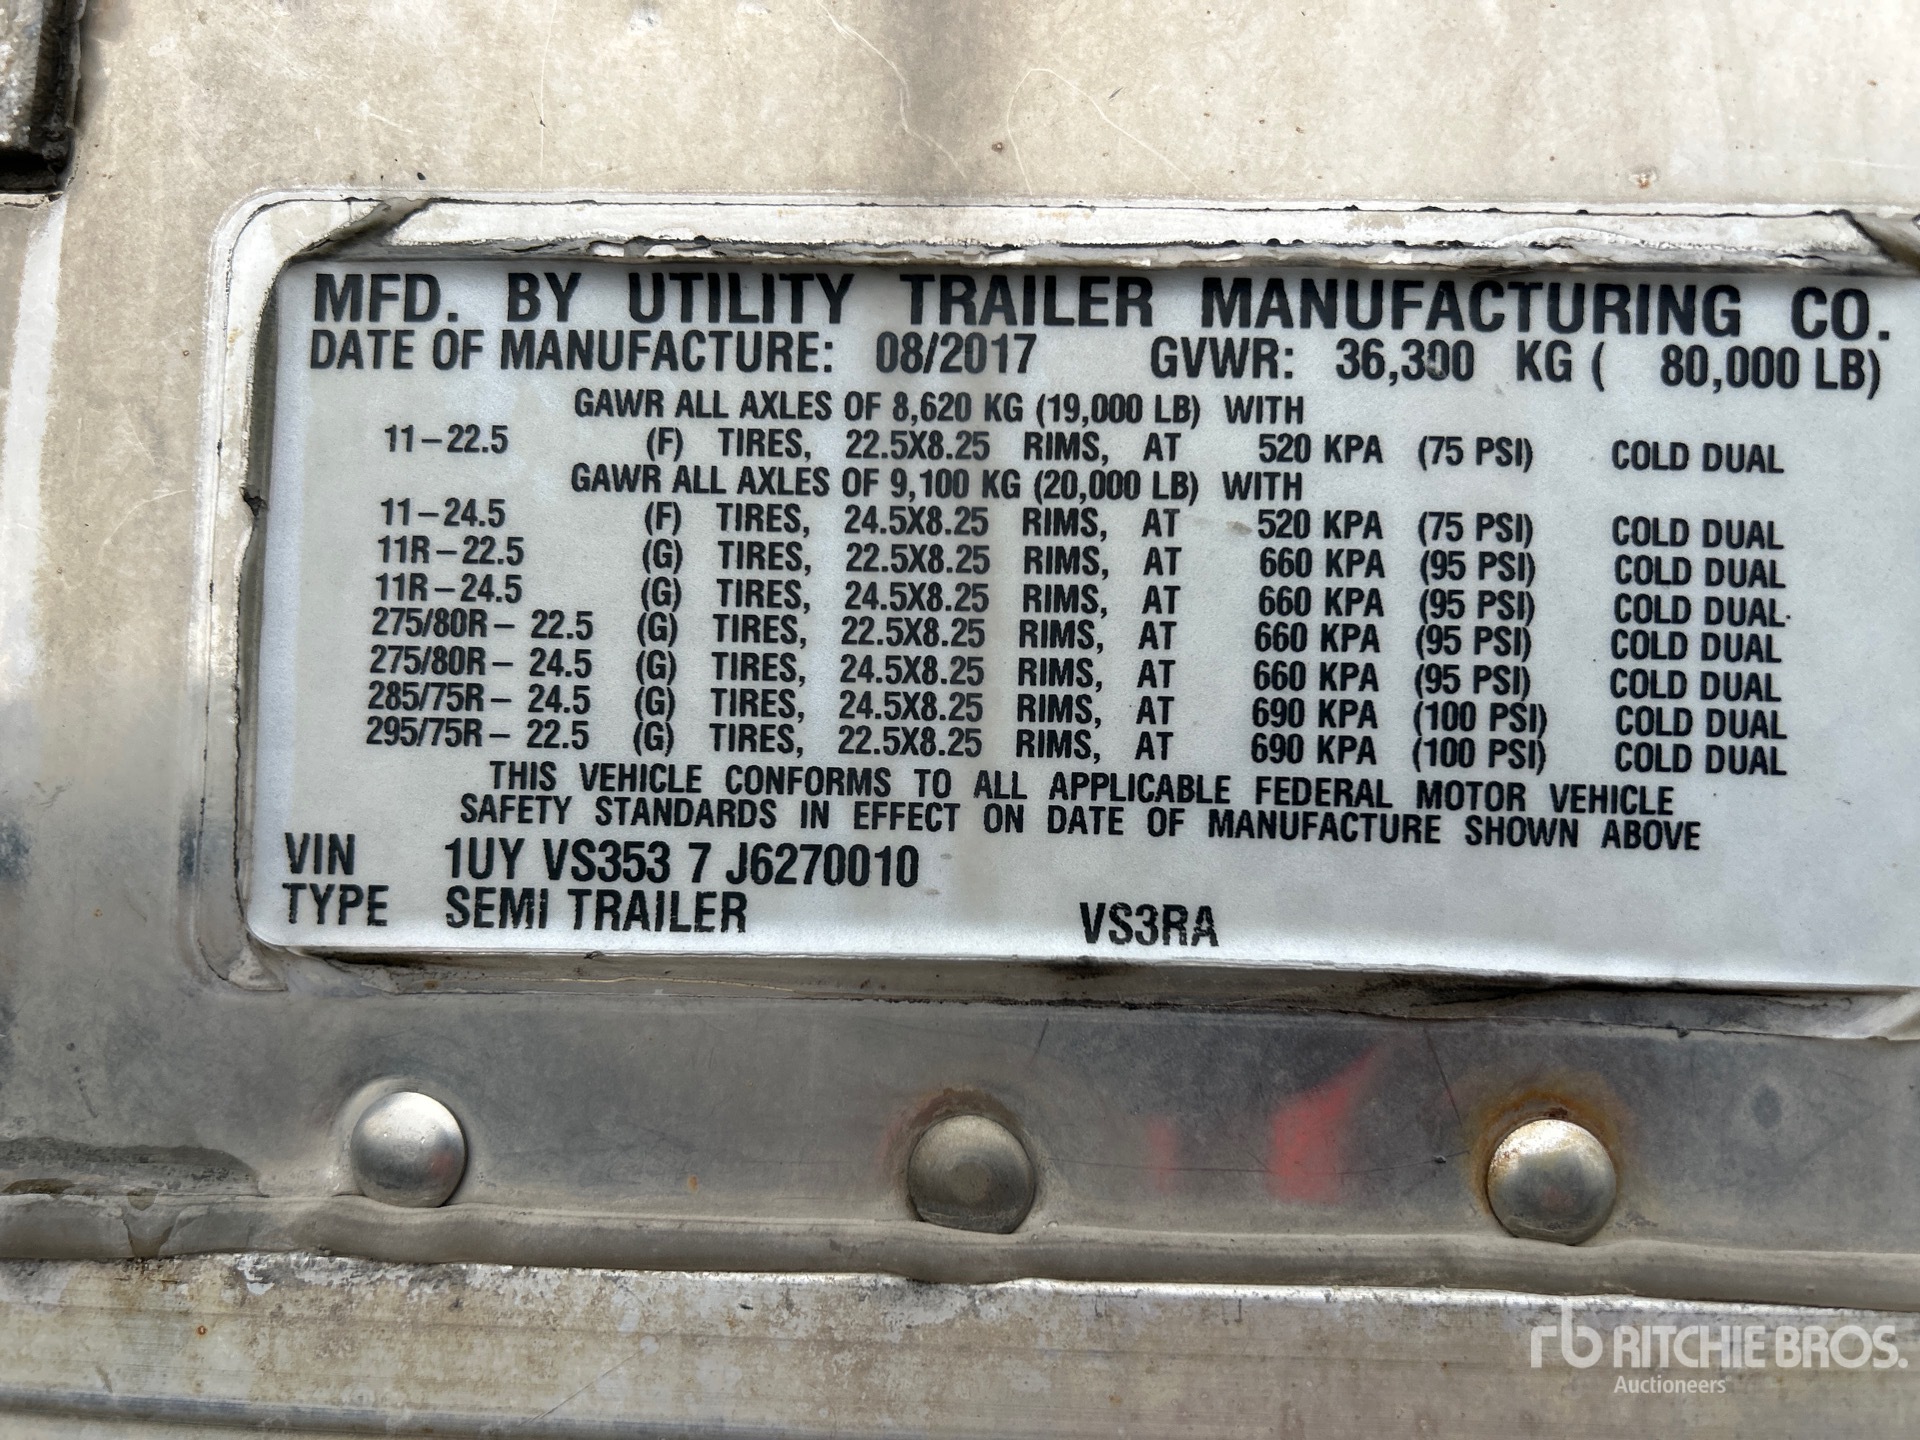 MFD. BY UTILITY TRAILER MANUFACTURING CO.
DATE OF MANUFACTURE: 08/2017 GVWR: 36,300 KG ( 80,000 LB)
GAWR ALL AXLES OF 8,620 KG (19,000 LB) WITH
11-22.5 (F) TIRES, 22.5X8.25 RIMS, AT 520 KPA (75 PSI) COLD DUAL
GAWR ALL AXLES OF 9,100 KG (20,000 LB) WITH
11-24.5 (F) TIRES, 24.5X8.25 RIMS, AT 520 KPA (75 PSI) COLD DUAL
11R-22.5 (G) TIRES, 22.5X8.25 RIMS, AT 660 KPA (95 PSI) COLD DUAL
11R-24.5 (G) TIRES, 24.5X8.25 RIMS, AT 660 KPA (95 PSI) COLD DUAL
275/80R- 22.5 (G) TIRES, 22.5X8.25 RIMS, AT 660 KPA (95 PSI) COLD DUAL
275/80R- 24.5 (G) TIRES, 24.5X8.25 RIMS, AT 660 KPA (95 PSI) COLD DUAL
285/75R- 24.5 (G) TIRES, 24.5X8.25 RIMS, AT 690 KPA (100 PSI) COLD DUAL
295/75R- 22.5 (G) TIRES, 22.5X8.25 RIMS, AT 690 KPA (100 PSI) COLD DUAL
THIS VEHICLE CONFORMS TO ALL APPLICABLE FEDERAL MOTOR VEHICLE
SAFETY STANDARDS IN EFFECT ON DATE OF MANUFACTURE SHOWN ABOVE
VIN 1UY VS353 7 J6270010
TYPE SEMI TRAILER VS3RA
rb RITCHIE BROS.
Auctioneers